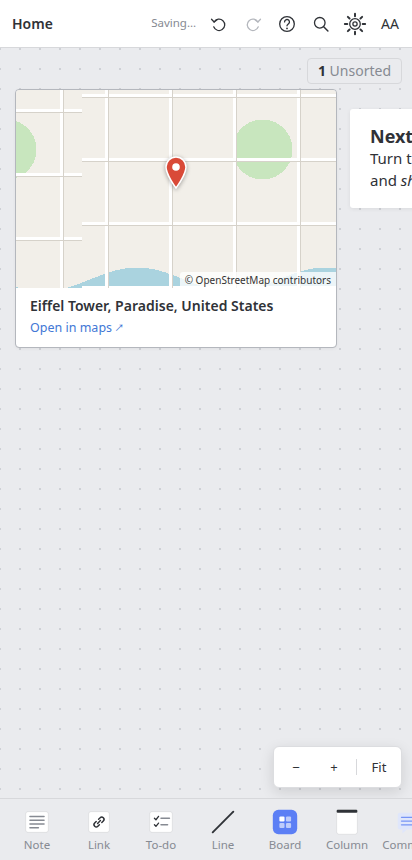 Home
Saving...
AA
1 Unsorted
© OpenStreetMap contributors
Eiffel Tower, Paradise, United States
Open in maps ↗
Next
Turn t
and sh
− + Fit
Note Link To-do Line Board Column Comm